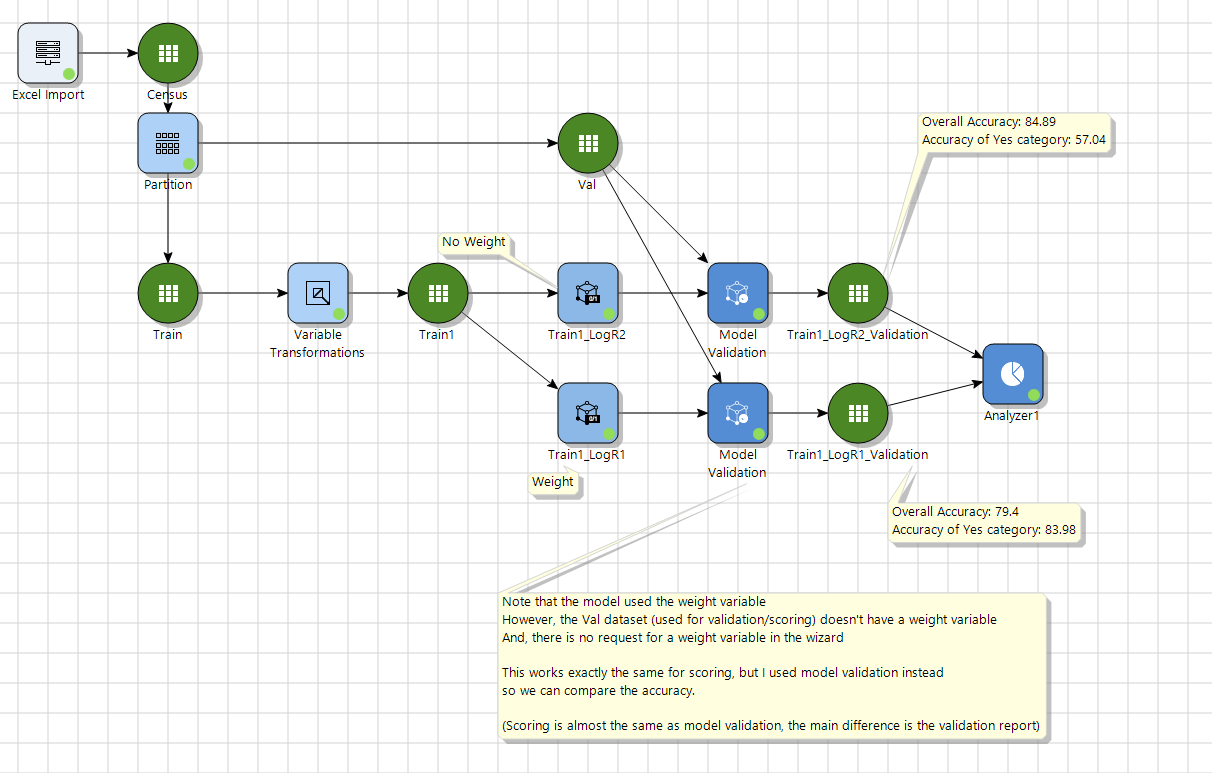 Excel Import
Census
Partition
Val
Overall Accuracy: 84.89
Accuracy of Yes category: 57.04
No Weight
Train
Variable
Transformations
Train1
Train1_LogR2
0/1
Model
Validation
Train1_LogR2_Validation
Analyzer1
Train1_LogR1
0/1
Model
Validation
Train1_LogR1_Validation
Weight
Overall Accuracy: 79.4
Accuracy of Yes category: 83.98
Note that the model used the weight variable
However, the Val dataset (used for validation/scoring) doesn't have a weight variable
And, there is no request for a weight variable in the wizard
This works exactly the same for scoring, but I used model validation instead
so we can compare the accuracy.
(Scoring is almost the same as model validation, the main difference is the validation report)